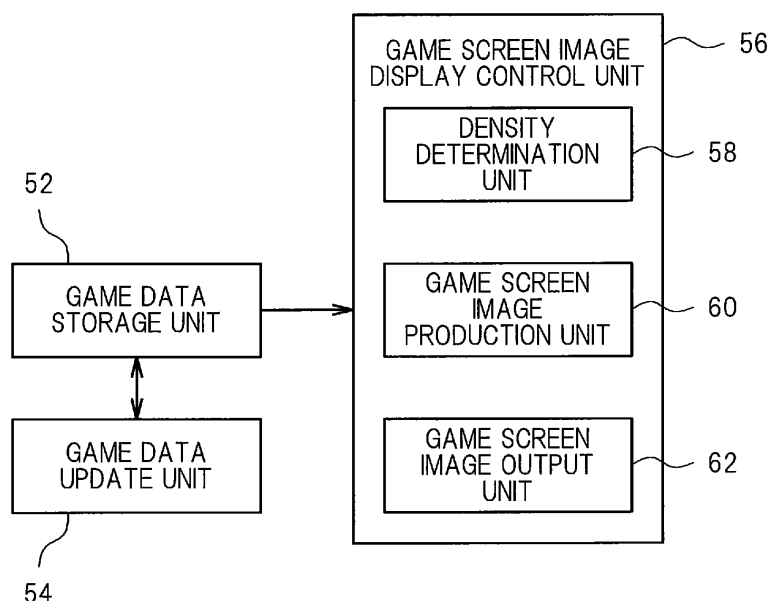 56
GAME SCREEN IMAGE
DISPLAY CONTROL UNIT
DENSITY
DETERMINATION
UNIT
58
52
GAME DATA
STORAGE UNIT
GAME SCREEN
IMAGE
PRODUCTION UNIT
60
GAME DATA
UPDATE UNIT
54
GAME SCREEN
IMAGE OUTPUT
UNIT
62